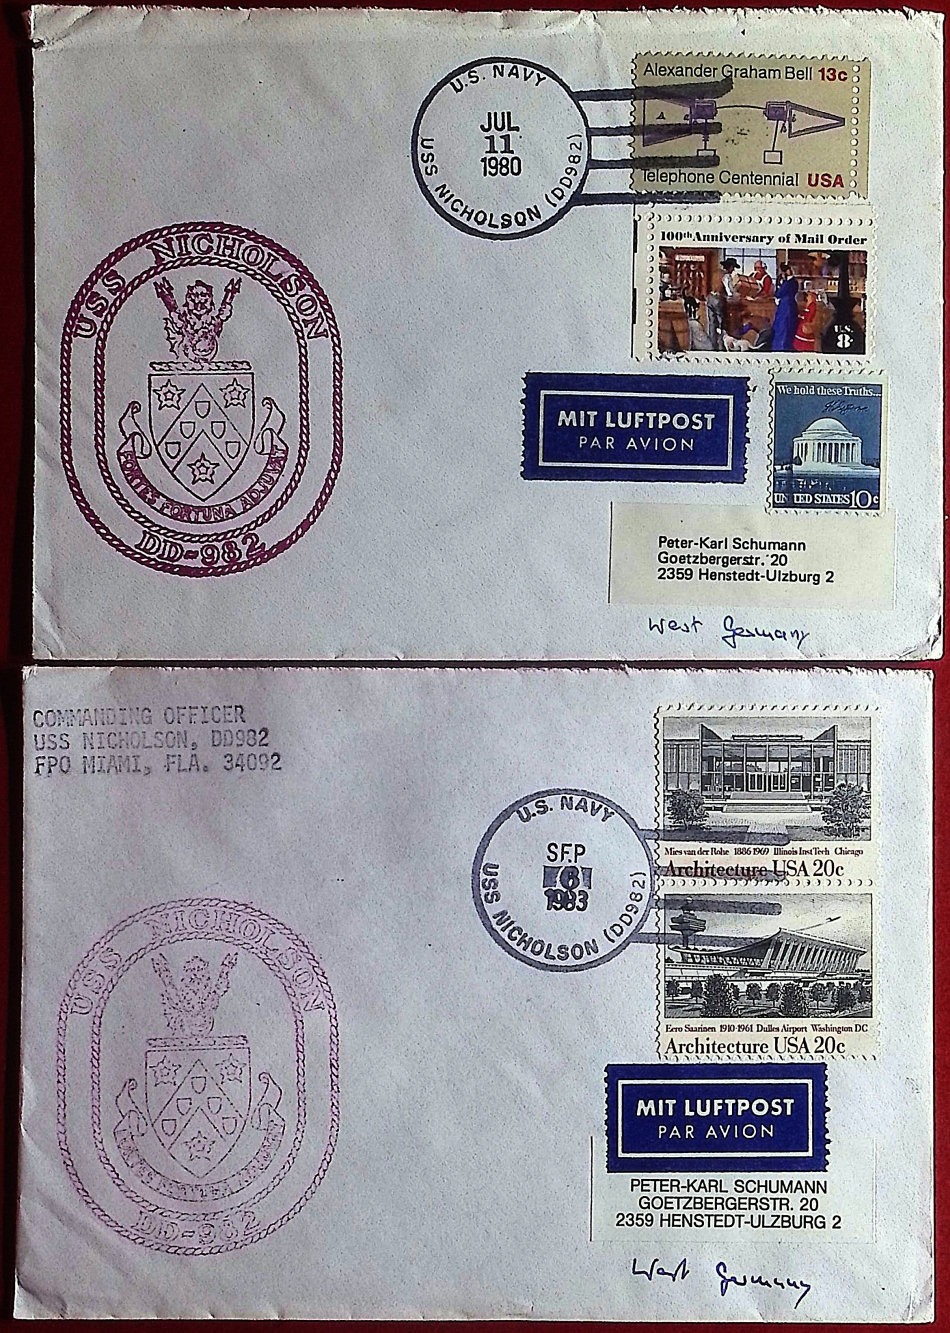 U.S. NAVY
JUL
11
1980
USS NICHOLSON (DD982)
Alexander Graham Bell 13c
Telephone Centennial USA
100th Anniversary of Mail Order
U.S.
8
USS NICHOLSON
FORTES FORTUNA ADJUVAT
DD-982
MIT LUFTPOST
PAR AVION
We hold these Truths...
UNITED STATES 10c
Peter-Karl Schumann
Goetzbergerstr. 20
2359 Henstedt-Ulzburg 2
West Germany
COMMANDING OFFICER
USS NICHOLSON, DD982
FPO MIAMI, FLA. 34092
U.S. NAVY
SEP
6
1983
USS NICHOLSON (DD982)
Mies van der Rohe 1886-1969 Illinois Inst Tech Chicago
Architecture USA 20c
Eero Saarinen 1910-1961 Dulles Airport Washington DC
Architecture USA 20c
USS NICHOLSON
DD-982
MIT LUFTPOST
PAR AVION
PETER-KARL SCHUMANN
GOETZBERGERSTR. 20
2359 HENSTEDT-ULZBURG 2
West Germany